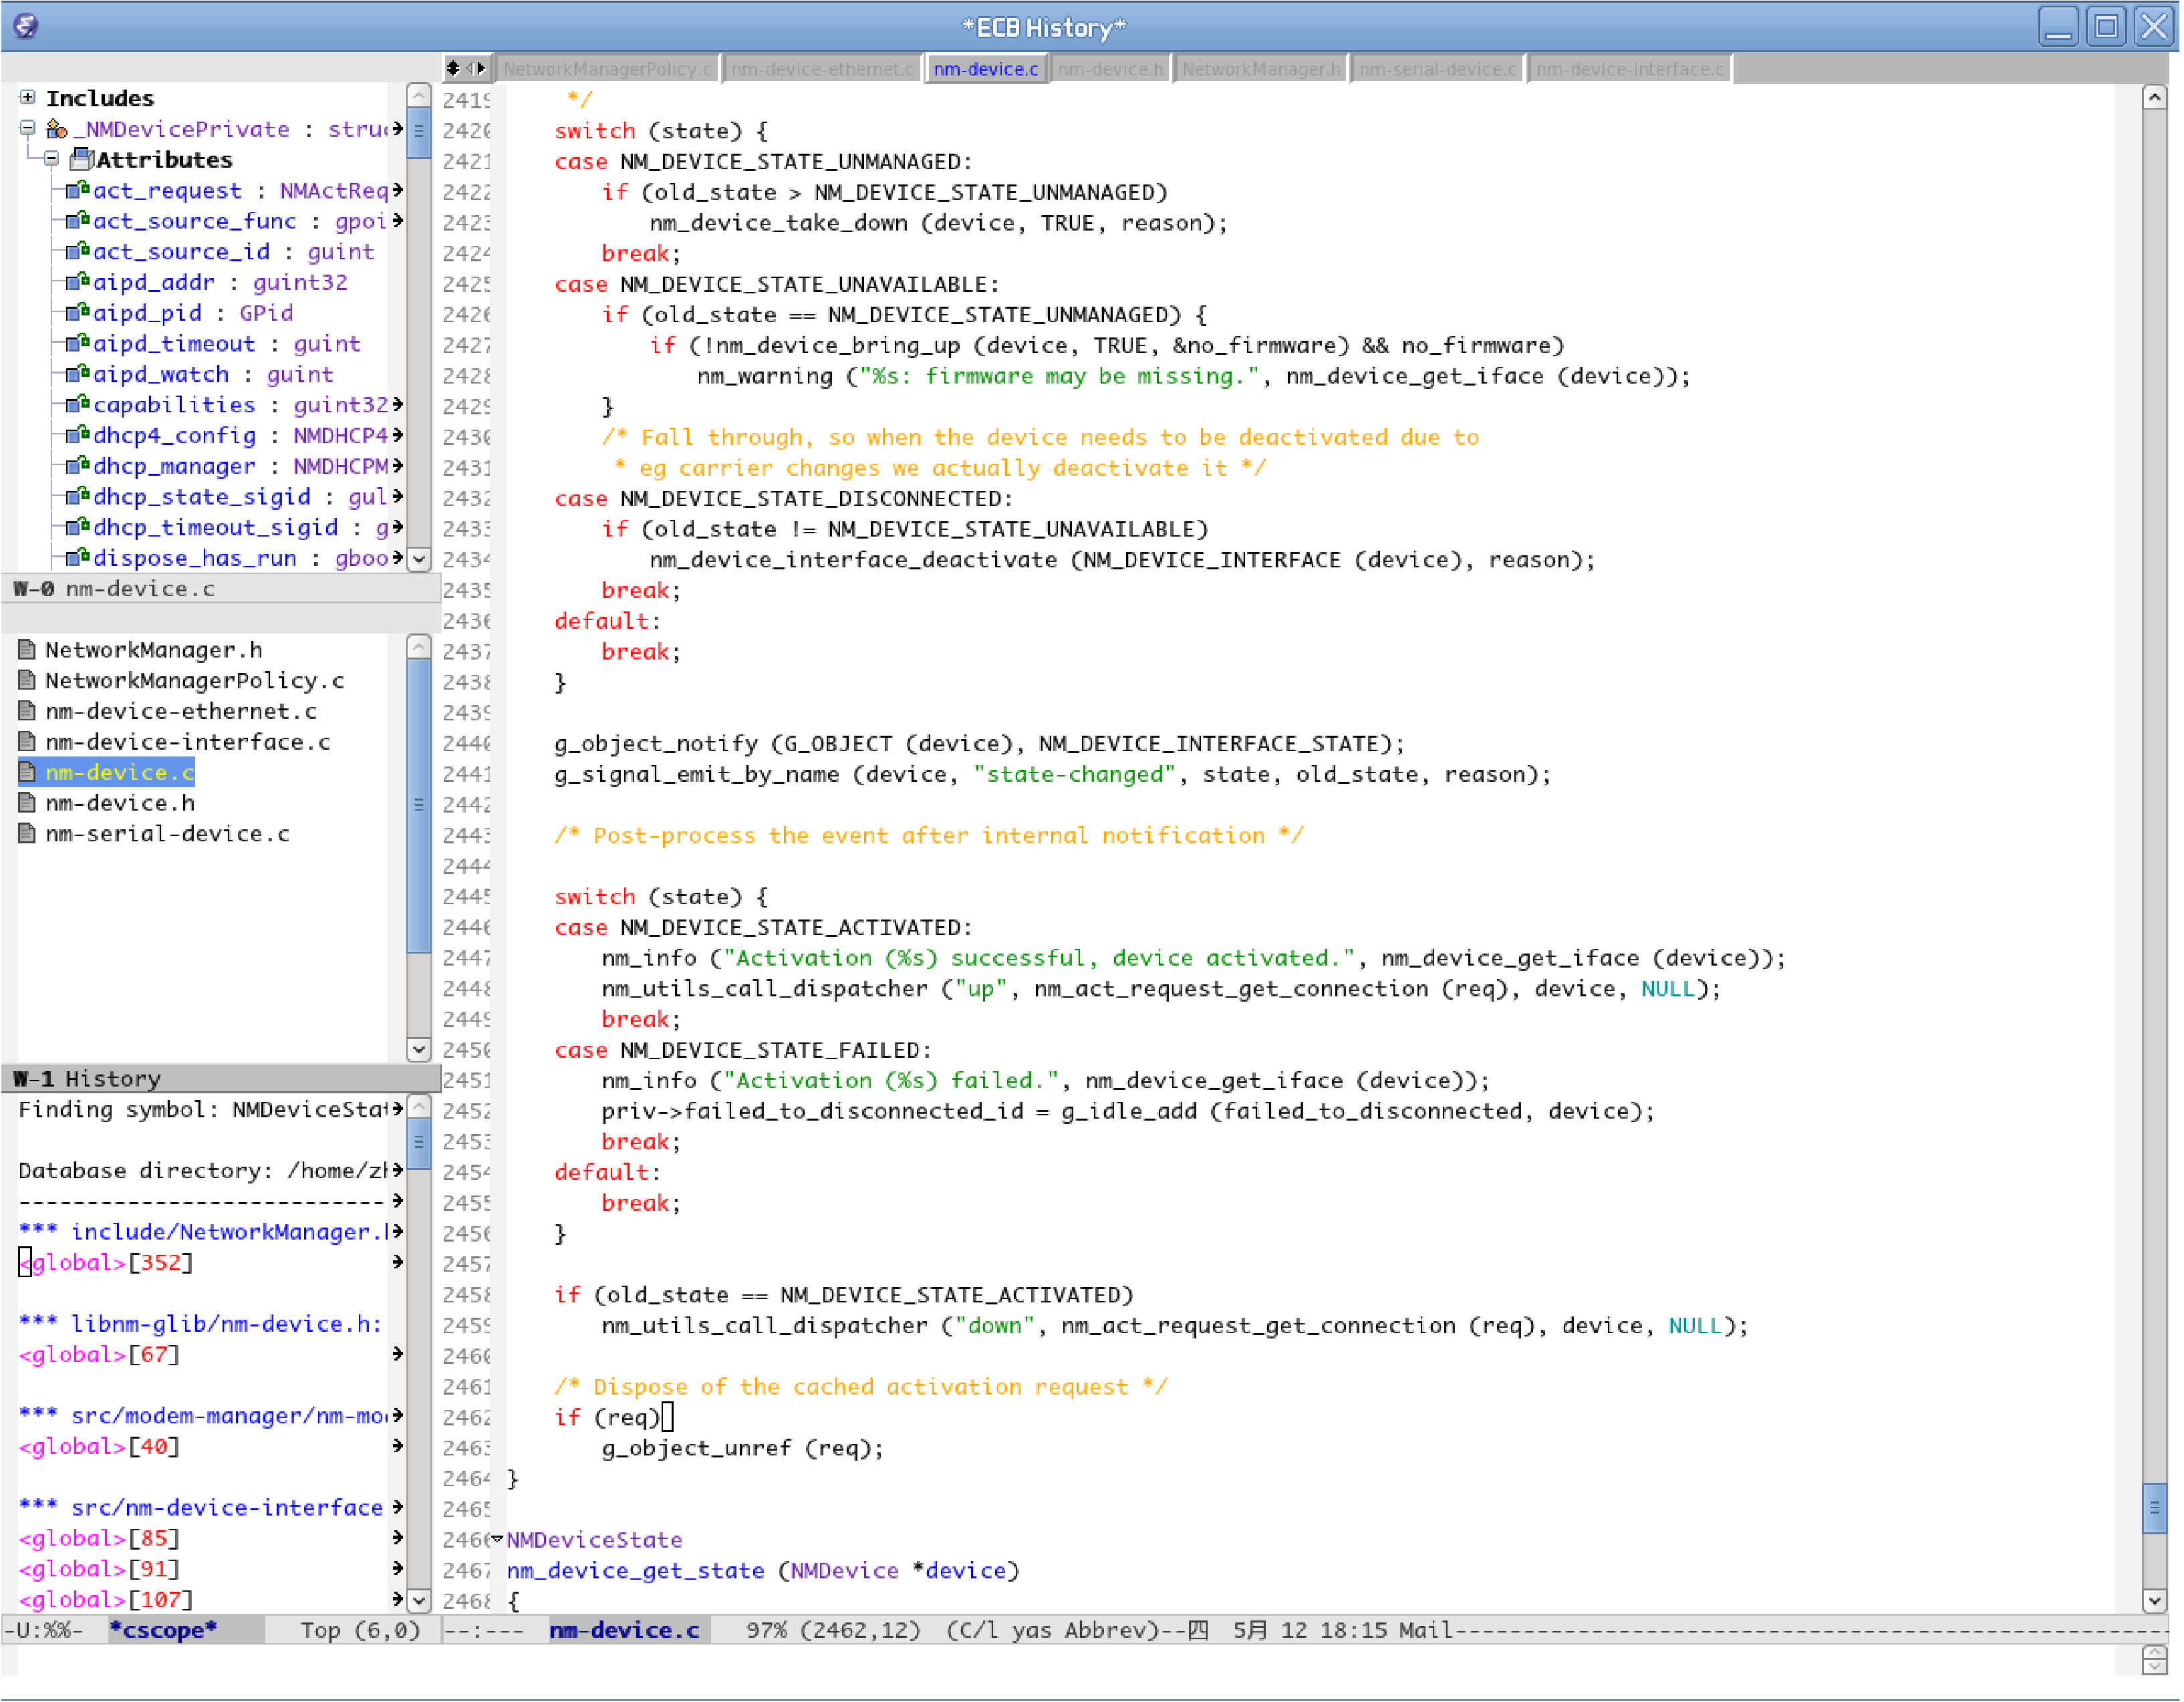 *ECB History*
NetworkManagerPolicy.c nm-device-ethernet.c nm-device.c nm-device.h NetworkManager.h nm-serial-device.c nm-device-interface.c
Includes
_NMDevicePrivate : struc
Attributes
act_request : NMActReq
act_source_func : gpoi
act_source_id : guint
aipd_addr : guint32
aipd_pid : GPid
aipd_timeout : guint
aipd_watch : guint
capabilities : guint32
dhcp4_config : NMDHCP4
dhcp_manager : NMDHCPM
dhcp_state_sigid : gul
dhcp_timeout_sigid : g
dispose_has_run : gboo
W-0 nm-device.c
NetworkManager.h
NetworkManagerPolicy.c
nm-device-ethernet.c
nm-device-interface.c
nm-device.c
nm-device.h
nm-serial-device.c
W-1 History
Finding symbol: NMDeviceStat
Database directory: /home/zh
---------------------------
*** include/NetworkManager.h
<global>[352]
*** libnm-glib/nm-device.h:
<global>[67]
*** src/modem-manager/nm-mo
<global>[40]
*** src/nm-device-interface
<global>[85]
<global>[91]
<global>[107]
-U:%%- *cscope* Top (6,0)
2419 */
2420 switch (state) {
2421 case NM_DEVICE_STATE_UNMANAGED:
2422 if (old_state > NM_DEVICE_STATE_UNMANAGED)
2423 nm_device_take_down (device, TRUE, reason);
2424 break;
2425 case NM_DEVICE_STATE_UNAVAILABLE:
2426 if (old_state == NM_DEVICE_STATE_UNMANAGED) {
2427 if (!nm_device_bring_up (device, TRUE, &no_firmware) && no_firmware)
2428 nm_warning ("%s: firmware may be missing.", nm_device_get_iface (device));
2429 }
2430 /* Fall through, so when the device needs to be deactivated due to
2431 * eg carrier changes we actually deactivate it */
2432 case NM_DEVICE_STATE_DISCONNECTED:
2433 if (old_state != NM_DEVICE_STATE_UNAVAILABLE)
2434 nm_device_interface_deactivate (NM_DEVICE_INTERFACE (device), reason);
2435 break;
2436 default:
2437 break;
2438 }
2439
2440 g_object_notify (G_OBJECT (device), NM_DEVICE_INTERFACE_STATE);
2441 g_signal_emit_by_name (device, "state-changed", state, old_state, reason);
2442
2443 /* Post-process the event after internal notification */
2444
2445 switch (state) {
2446 case NM_DEVICE_STATE_ACTIVATED:
2447 nm_info ("Activation (%s) successful, device activated.", nm_device_get_iface (device));
2448 nm_utils_call_dispatcher ("up", nm_act_request_get_connection (req), device, NULL);
2449 break;
2450 case NM_DEVICE_STATE_FAILED:
2451 nm_info ("Activation (%s) failed.", nm_device_get_iface (device));
2452 priv->failed_to_disconnected_id = g_idle_add (failed_to_disconnected, device);
2453 break;
2454 default:
2455 break;
2456 }
2457
2458 if (old_state == NM_DEVICE_STATE_ACTIVATED)
2459 nm_utils_call_dispatcher ("down", nm_act_request_get_connection (req), device, NULL);
2460
2461 /* Dispose of the cached activation request */
2462 if (req)
2463 g_object_unref (req);
2464 }
2465
2466 NMDeviceState
2467 nm_device_get_state (NMDevice *device)
2468 {
--:--- nm-device.c 97% (2462,12) (C/l yas Abbrev)--四 5月 12 18:15 Mail-----------------------------------------------------